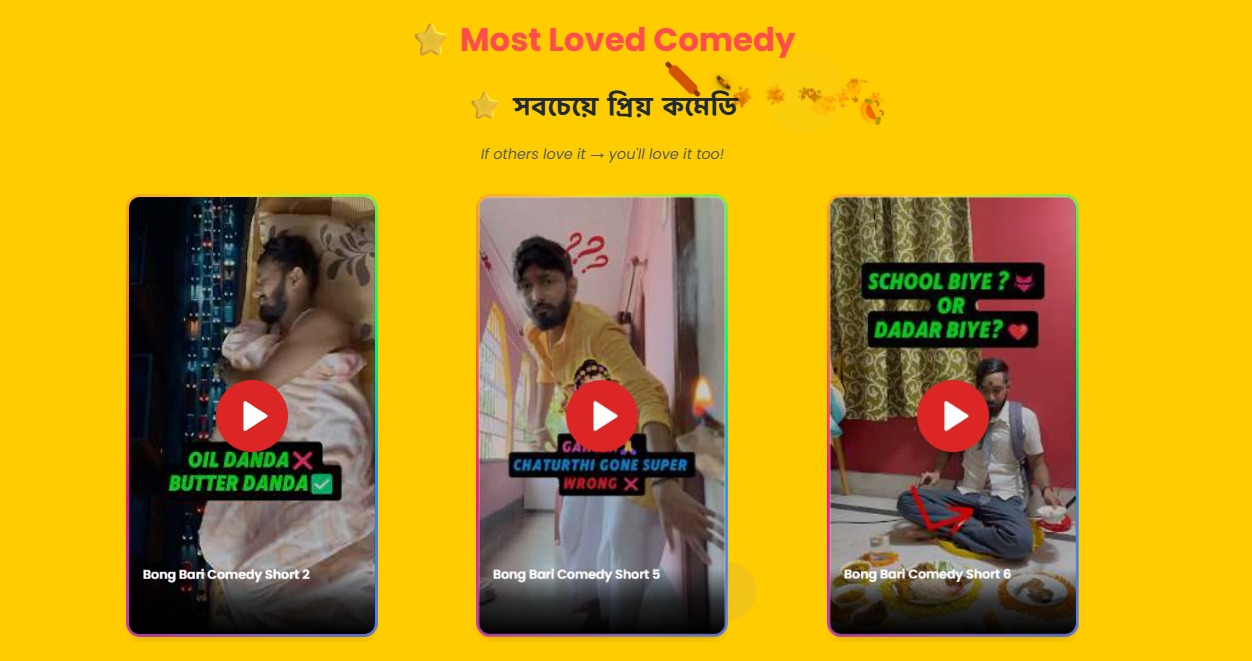 Most Loved Comedy
সবচেয়ে প্রিয় কমেডি
If others love it → you'll love it too!
OIL DANDA❌
BUTTER DANDA✅
Bong Bari Comedy Short 2
???
CHATURTHI GONE SUPER
WRONG ❌
Bong Bari Comedy Short 5
SCHOOL BIYE ?
OR
DADAR BIYE? ❤️
Bong Bari Comedy Short 6